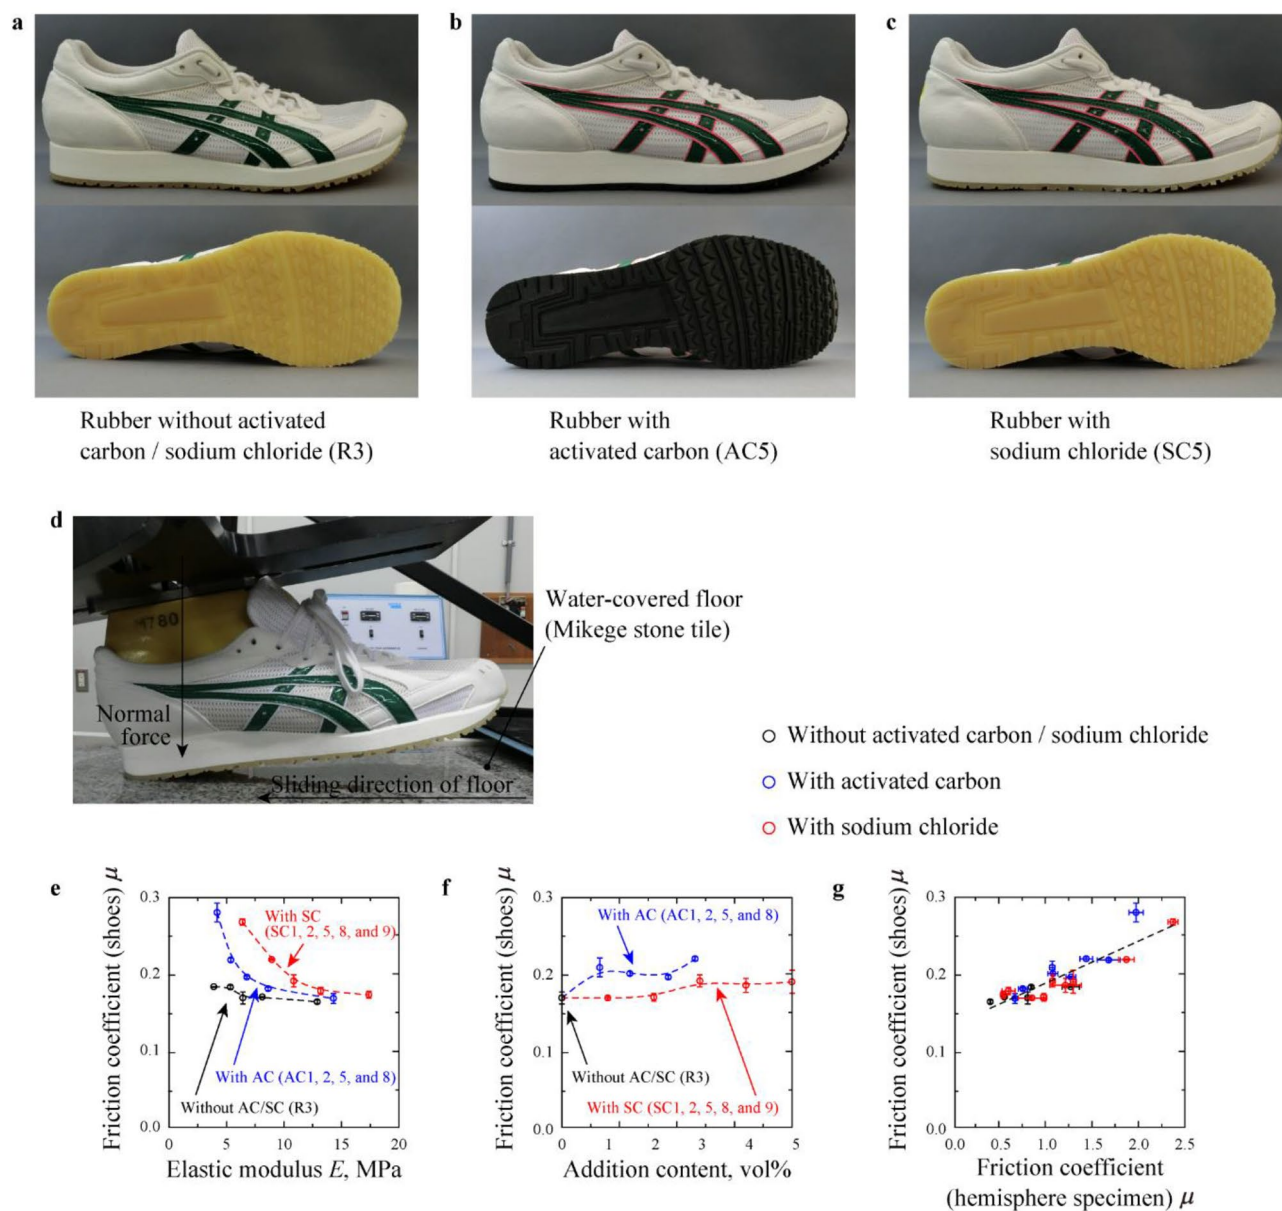 a
b
c
Rubber without activated
carbon / sodium chloride (R3)
Rubber with
activated carbon (AC5)
Rubber with
sodium chloride (SC5)
d
M780
Normal
force
Sliding direction of floor
Water-covered floor
(Mikege stone tile)
Without activated carbon / sodium chloride
With activated carbon
With sodium chloride
e
Friction coefficient (shoes) μ
0.3
0.2
0.1
0.0
With SC
(SC1, 2, 5, 8, and 9)
With AC (AC1, 2, 5, and 8)
Without AC/SC (R3)
0 5 10 15 20
Elastic modulus E, MPa
f
Friction coefficient (shoes) μ
0.3
0.2
0.1
0.0
With AC (AC1, 2, 5, and 8)
Without AC/SC (R3)
With SC (SC1, 2, 5, 8, and 9)
0 1 2 3 4 5
Addition content, vol%
g
Friction coefficient (shoes) μ
0.3
0.2
0.1
0.0
0.0 0.5 1.0 1.5 2.0 2.5
Friction coefficient
(hemisphere specimen) μ